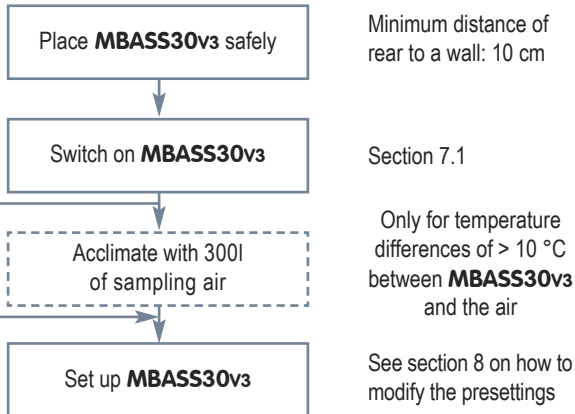 Place MBASS30v3 safely
Minimum distance of
rear to a wall: 10 cm
Switch on MBASS30v3
Section 7.1
Acclimate with 300l
of sampling air
Only for temperature
differences of > 10 °C
between MBASS30v3
and the air
Set up MBASS30v3
See section 8 on how to
modify the presettings